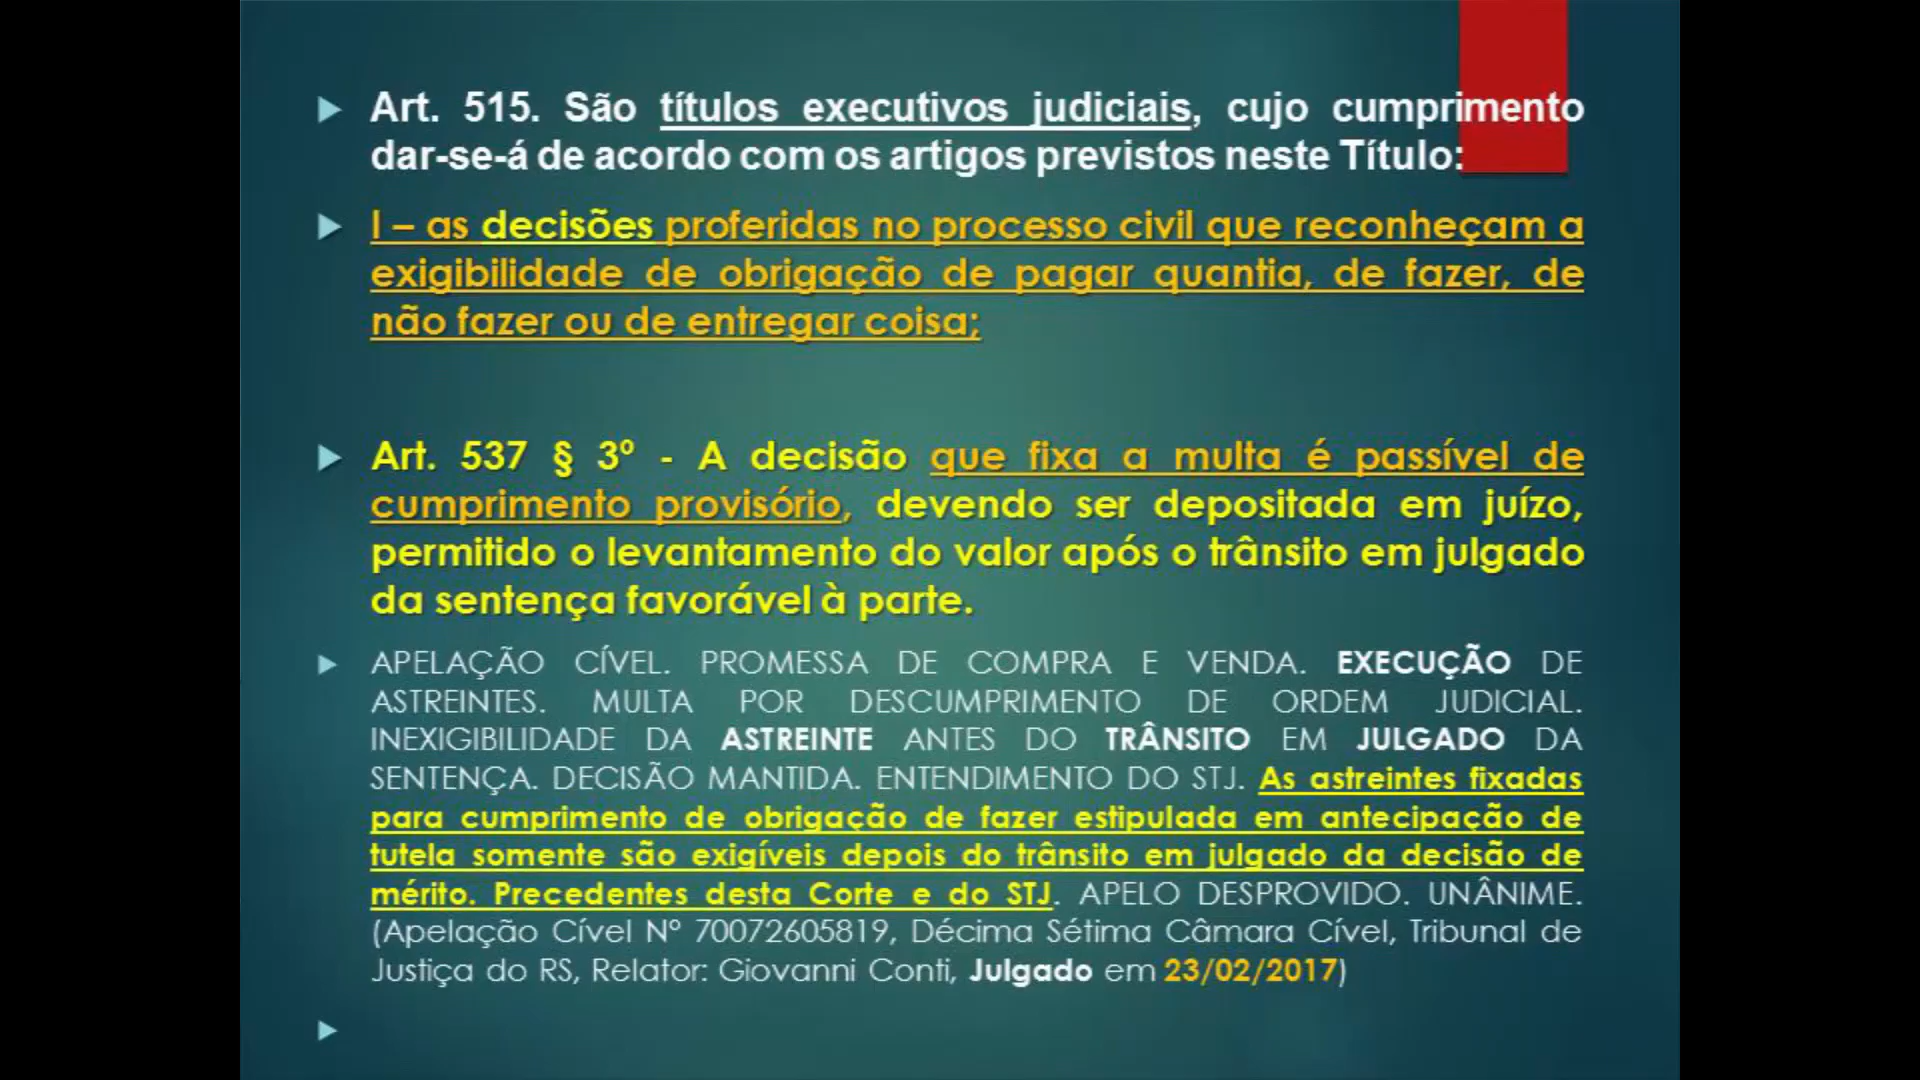 Art. 515. São títulos executivos judiciais, cujo cumprimento
dar-se-á de acordo com os artigos previstos neste Título:
I – as decisões proferidas no processo civil que reconheçam a
exigibilidade de obrigação de pagar quantia, de fazer, de
não fazer ou de entregar coisa;
Art. 537 § 3º - A decisão que fixa a multa é passível de
cumprimento provisório, devendo ser depositada em juízo,
permitido o levantamento do valor após o trânsito em julgado
da sentença favorável à parte.
APELAÇÃO CÍVEL. PROMESSA DE COMPRA E VENDA. EXECUÇÃO DE
ASTREINTES. MULTA POR DESCUMPRIMENTO DE ORDEM JUDICIAL.
INEXIGIBILIDADE DA ASTREINTE ANTES DO TRÂNSITO EM JULGADO DA
SENTENÇA. DECISÃO MANTIDA. ENTENDIMENTO DO STJ. As astreintes fixadas
para cumprimento de obrigação de fazer estipulada em antecipação de
tutela somente são exigíveis depois do trânsito em julgado da decisão de
mérito. Precedentes desta Corte e do STJ. APELO DESPROVIDO. UNÂNIME.
(Apelação Cível Nº 70072605819, Décima Sétima Câmara Cível, Tribunal de
Justiça do RS, Relator: Giovanni Conti, Julgado em 23/02/2017)